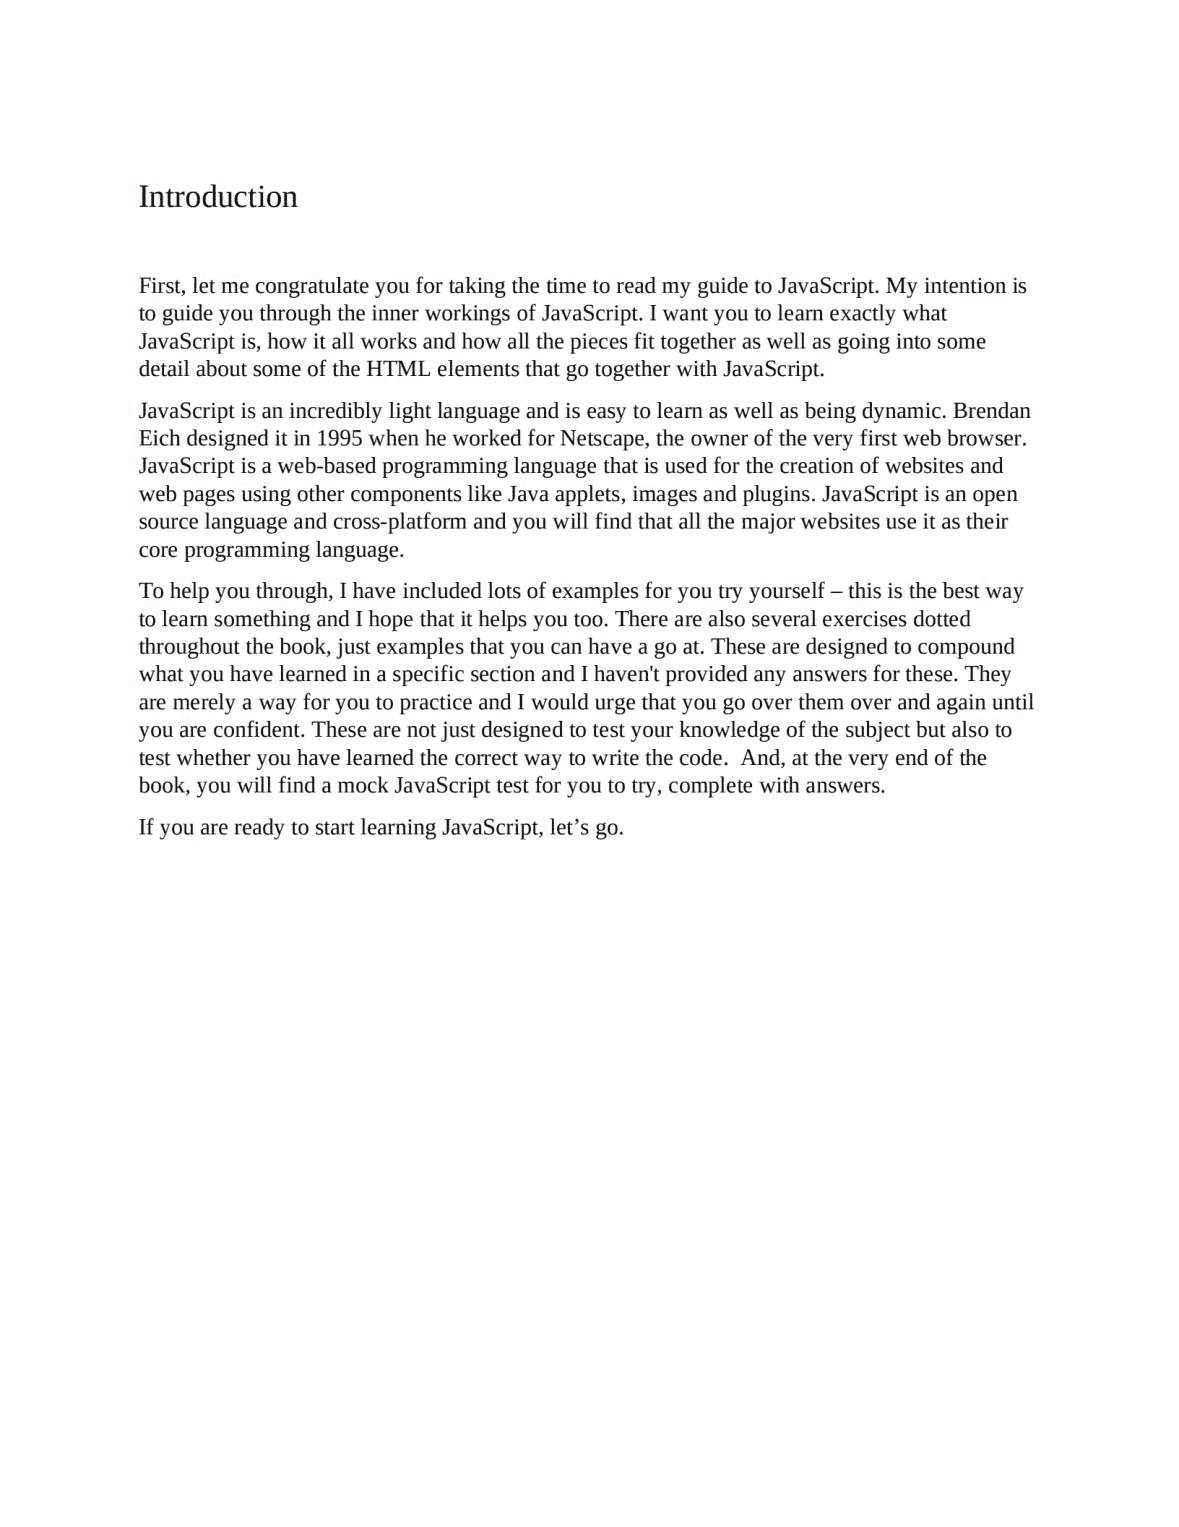 Introduction
First, let me congratulate you for taking the time to read my guide to JavaScript. My intention is
to guide you through the inner workings of JavaScript. I want you to learn exactly what
JavaScript is, how it all works and how all the pieces fit together as well as going into some
detail about some of the HTML elements that go together with JavaScript.
JavaScript is an incredibly light language and is easy to learn as well as being dynamic. Brendan
Eich designed it in 1995 when he worked for Netscape, the owner of the very first web browser.
JavaScript is a web-based programming language that is used for the creation of websites and
web pages using other components like Java applets, images and plugins. JavaScript is an open
source language and cross-platform and you will find that all the major websites use it as their
core programming language.
To help you through, I have included lots of examples for you try yourself – this is the best way
to learn something and I hope that it helps you too. There are also several exercises dotted
throughout the book, just examples that you can have a go at. These are designed to compound
what you have learned in a specific section and I haven't provided any answers for these. They
are merely a way for you to practice and I would urge that you go over them over and again until
you are confident. These are not just designed to test your knowledge of the subject but also to
test whether you have learned the correct way to write the code.  And, at the very end of the
book, you will find a mock JavaScript test for you to try, complete with answers.
If you are ready to start learning JavaScript, let’s go.